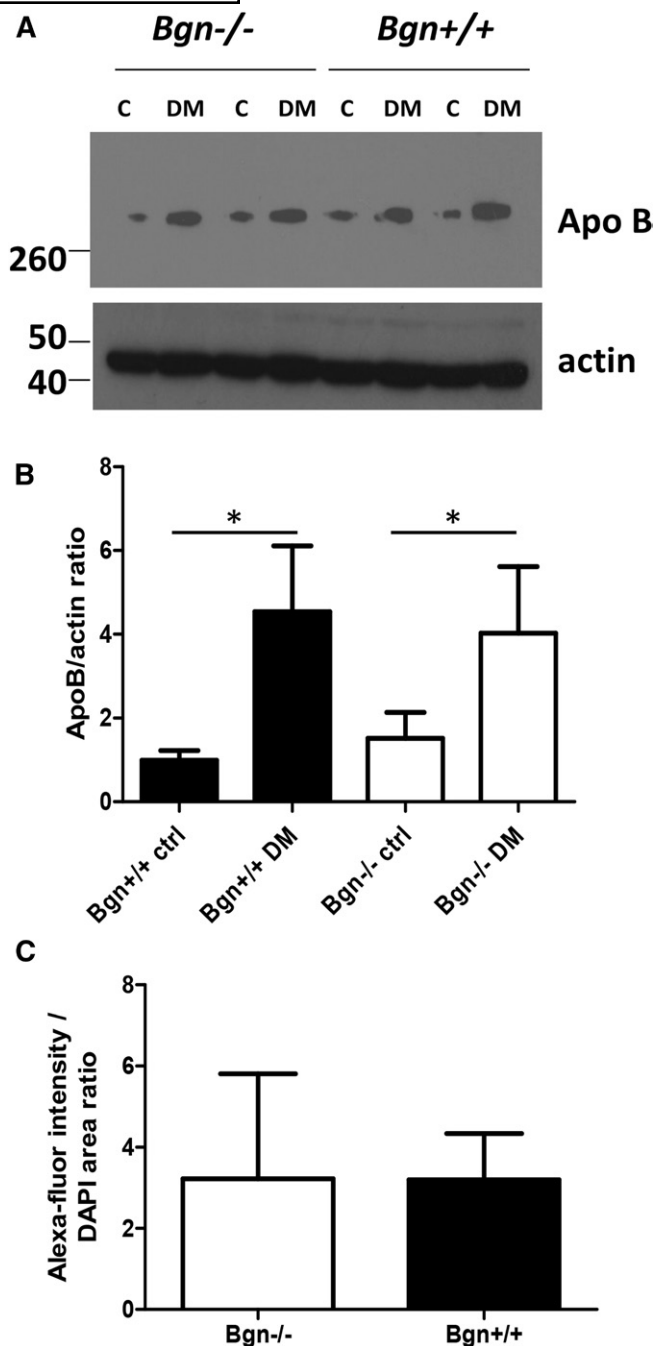 A
Bgn-/- Bgn+/+
C DM C DM C DM C DM
Apo B
260
50
actin
40
B
ApoB/actin ratio
8
6
4
2
0
* *
Bgn+/+ ctrl
Bgn+/+ DM
Bgn-/- ctrl
Bgn-/- DM
C
Alexa-fluor intensity /
DAPI area ratio
8
6
4
2
0
Bgn-/- Bgn+/+